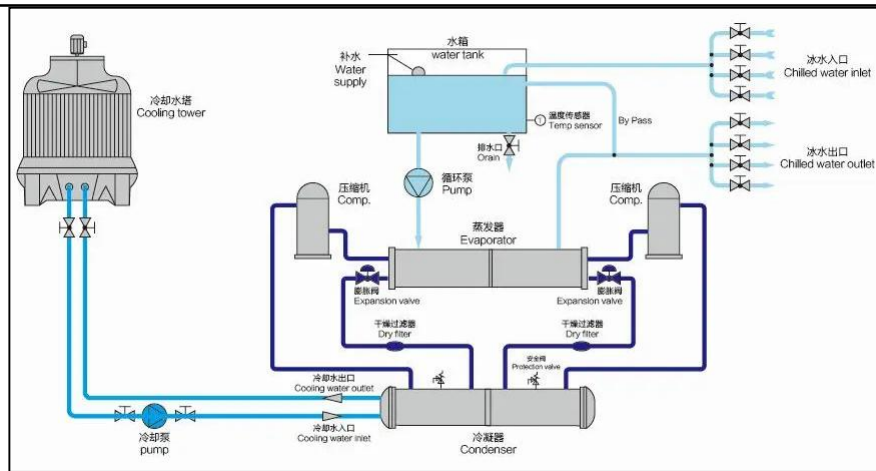 水箱
water tank
补水
Water
supply
冷却水塔
Cooling tower
冰水入口
Chilled water inlet
T
温度传感器
Temp sensor
By Pass
排水口
Orain
冰水出口
Chilled water outlet
循环泵
Pump
压缩机
Comp.
压缩机
Comp.
蒸发器
Evaporator
膨胀阀
Expansion valve
膨胀阀
Expansion valve
干燥过滤器
Dry filter
干燥过滤器
Dry filter
安全阀
Protection valve
冷却水出口
Cooling water outlet
冷却水入口
Cooling water inlet
冷却泵
pump
冷凝器
Condenser